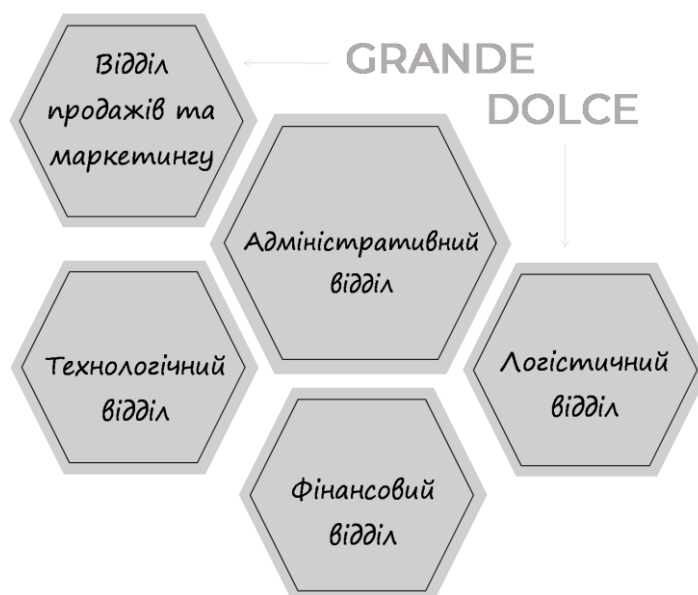 Відділ
продажів та
маркетингу
GRANDE
DOLCE
Адміністративний
відділ
Технологічний
відділ
Логістичний
відділ
Фінансовий
відділ